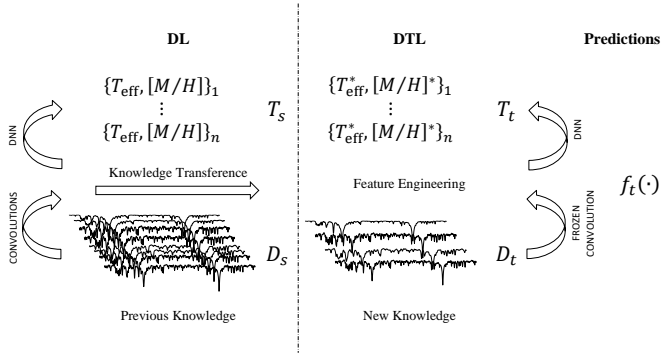 DL
DTL
Predictions
{T_eff, [M/H]}_1
⋮
{T_eff, [M/H]}_n
T_s
{T*_eff, [M/H]*}_1
⋮
{T*_eff, [M/H]*}_n
T_t
DNN
DNN
Knowledge Transference
Feature Engineering
f_t(·)
CONVOLUTIONS
D_s
D_t
FROZEN
CONVOLUTION
Previous Knowledge
New Knowledge